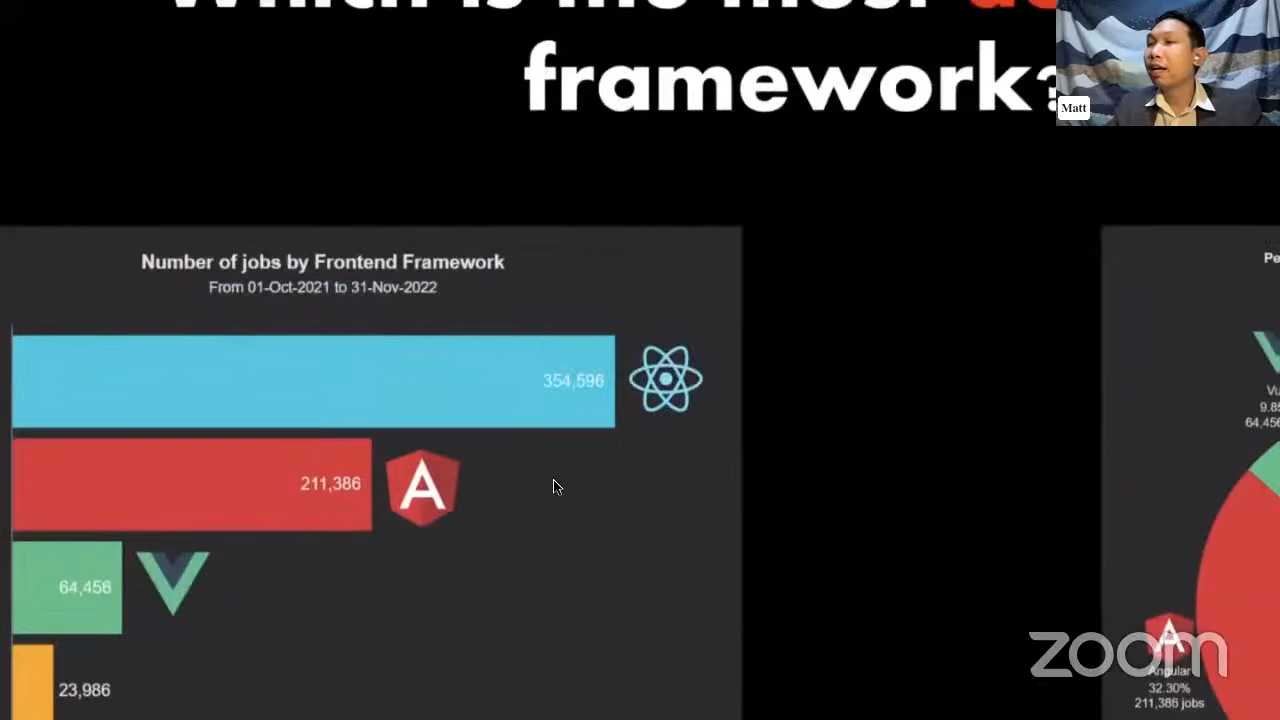 framework?
Matt
Number of jobs by Frontend Framework
From 01-Oct-2021 to 31-Nov-2022
354,596
211,386
64,456
23,986
32.30%
211,386 jobs
Angular
zoom